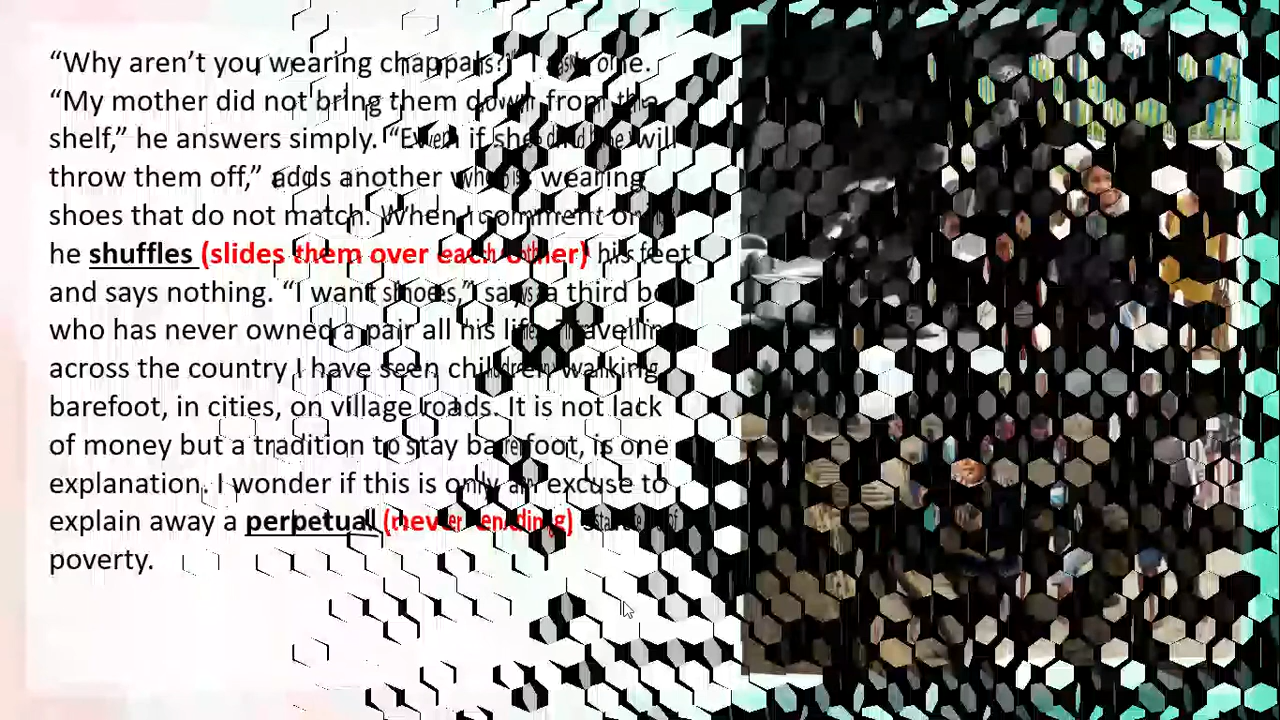 “Why aren’t you wearing chappals?” I ask one.
“My mother did not bring them down from the
shelf,” he answers simply. “Even if she did he will
throw them off,” adds another who is wearing
shoes that do not match. When I comment on it,
he shuffles (slides them over each other) his feet
and says nothing. “I want shoes,” says a third boy
who has never owned a pair all his life. Travelling
across the country I have seen children walking
barefoot, in cities, on village roads. It is not lack
of money but a tradition to stay barefoot, is one
explanation. I wonder if this is only an excuse to
explain away a perpetual (never ending) state of
poverty.